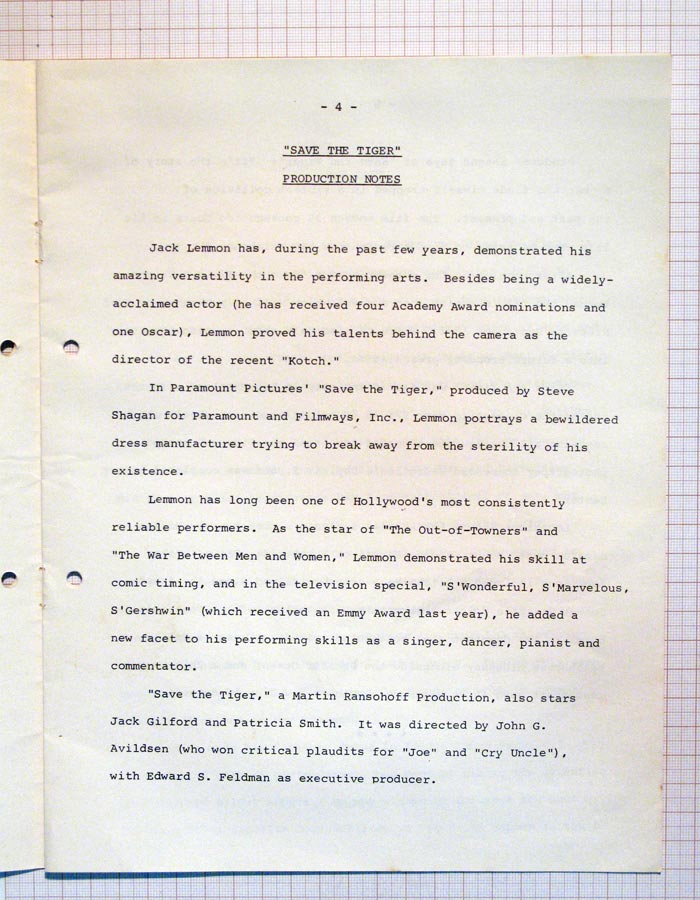 - 4 -
"SAVE THE TIGER"
PRODUCTION NOTES
Jack Lemmon has, during the past few years, demonstrated his
amazing versatility in the performing arts. Besides being a widely-
acclaimed actor (he has received four Academy Award nominations and
one Oscar), Lemmon proved his talents behind the camera as the
director of the recent "Kotch."
In Paramount Pictures' "Save the Tiger," produced by Steve
Shagan for Paramount and Filmways, Inc., Lemmon portrays a bewildered
dress manufacturer trying to break away from the sterility of his
existence.
Lemmon has long been one of Hollywood's most consistently
reliable performers. As the star of "The Out-of-Towners" and
"The War Between Men and Women," Lemmon demonstrated his skill at
comic timing, and in the television special, "S'Wonderful, S'Marvelous,
S'Gershwin" (which received an Emmy Award last year), he added a
new facet to his performing skills as a singer, dancer, pianist and
commentator.
"Save the Tiger," a Martin Ransohoff Production, also stars
Jack Gilford and Patricia Smith. It was directed by John G.
Avildsen (who won critical plaudits for "Joe" and "Cry Uncle"),
with Edward S. Feldman as executive producer.